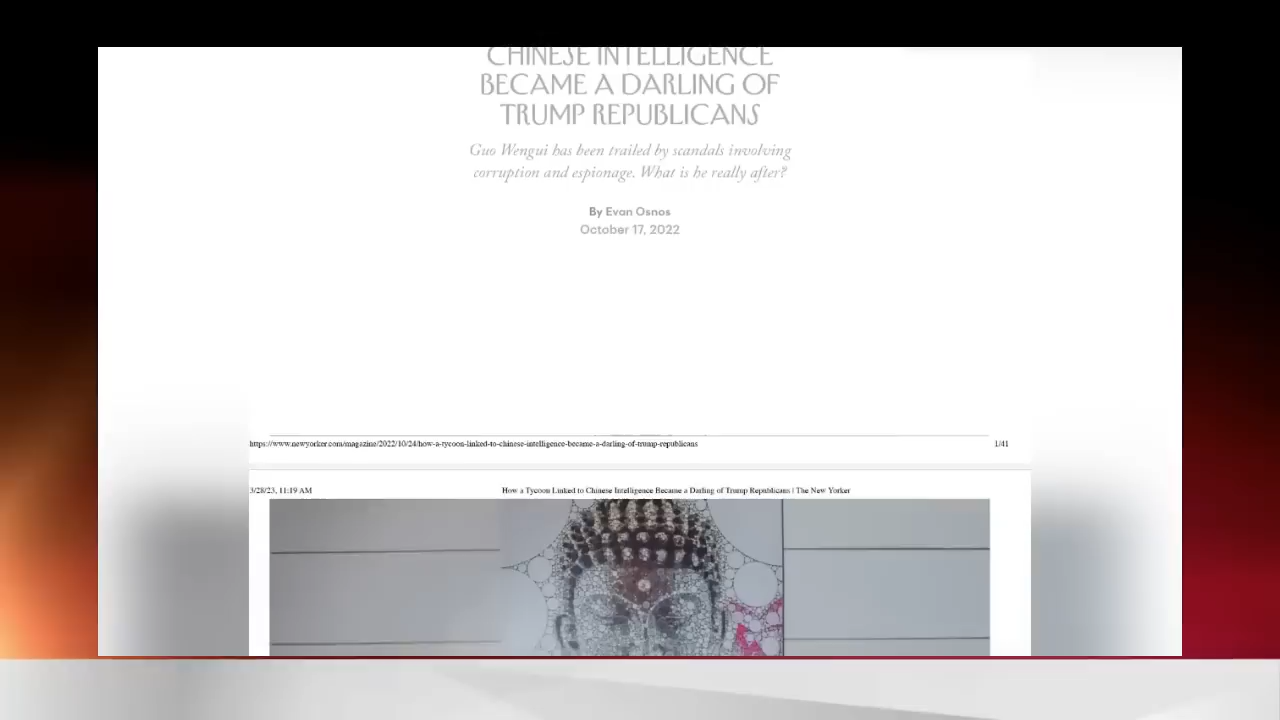 CHINESE INTELLIGENCE
BECAME A DARLING OF
TRUMP REPUBLICANS
Guo Wengui has been trailed by scandals involving
corruption and espionage. What is he really after?
By Evan Osnos
October 17, 2022
https://www.newyorker.com/magazine/2022/10/24/how-a-tycoon-linked-to-chinese-intelligence-became-a-darling-of-trump-republicans 1/41
3/28/23, 11:19 AM How a Tycoon Linked to Chinese Intelligence Became a Darling of Trump Republicans | The New Yorker